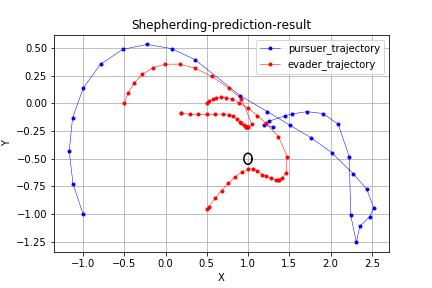 Shepherding-prediction-result
pursuer_trajectory
evader_trajectory
0.50
0.25
0.00
−0.25
−0.50
−0.75
−1.00
−1.25
Y
O
−1.0
−0.5
0.0
0.5
1.0
1.5
2.0
2.5
X